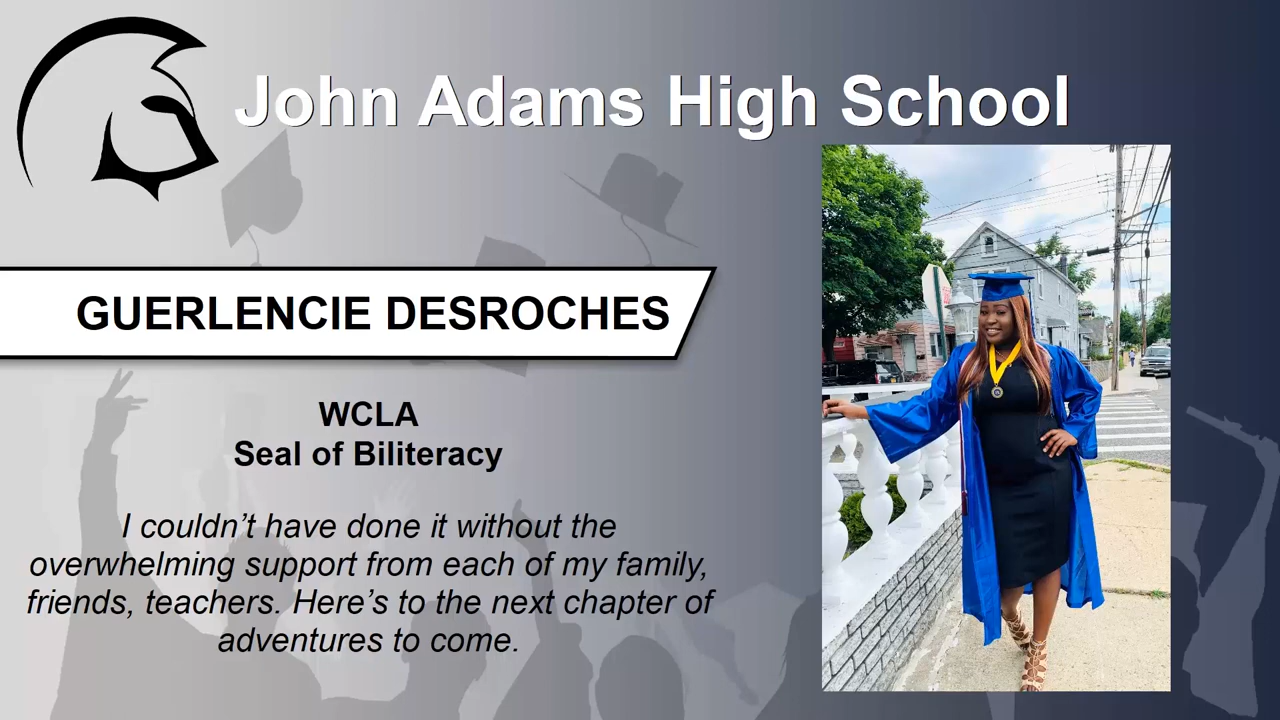 John Adams High School
GUERLENCIE DESROCHES
WCLA
Seal of Biliteracy
I couldn't have done it without the
overwhelming support from each of my family,
friends, teachers. Here's to the next chapter of
adventures to come.